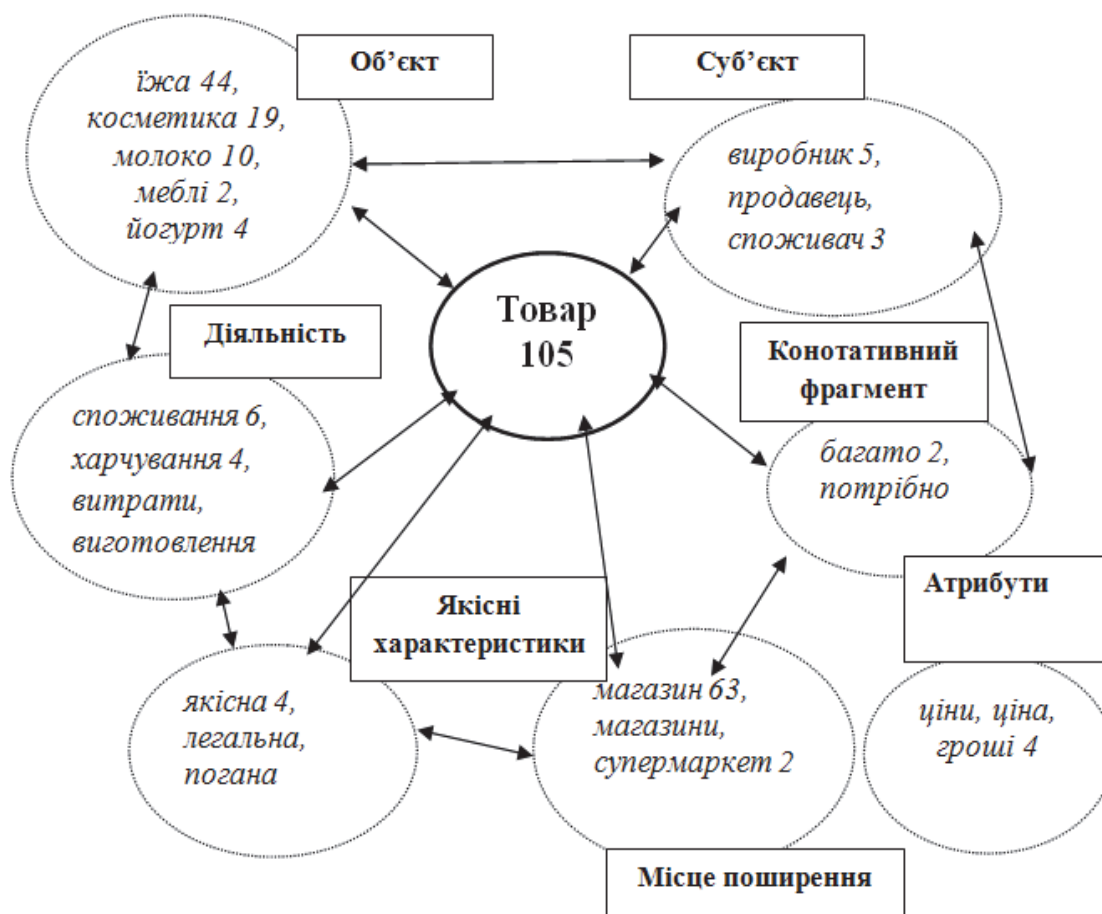 Об’єкт
їжа 44,
косметика 19,
молоко 10,
меблі 2,
йогурт 4
Суб’єкт
виробник 5,
продавець,
споживач 3
Товар
105
Діяльність
споживання 6,
харчування 4,
витрати,
виготовлення
Конотативний
фрагмент
багато 2,
потрібно
Якісні
характеристики
якісна 4,
легальна,
погана
магазин 63,
магазини,
супермаркет 2
Місце поширення
Атрибути
ціни, ціна,
гроші 4